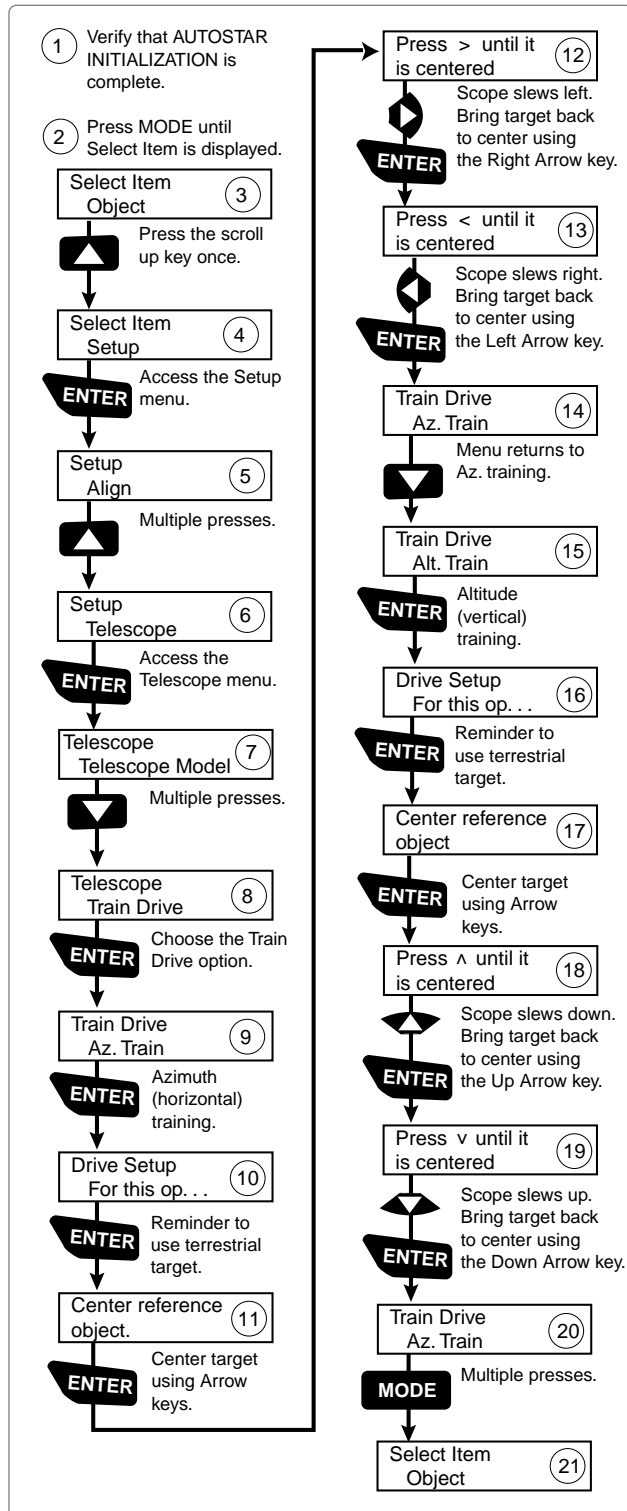 1 Verify that AUTOSTAR
INITIALIZATION is
complete.
2 Press MODE until
Select Item is displayed.
Select Item
Object
3
Press the scroll
up key once.
Select Item
Setup
4
ENTER
Access the Setup
menu.
Setup
Align
5
Multiple presses.
Setup
Telescope
6
ENTER
Access the
Telescope menu.
Telescope
Telescope Model
7
Multiple presses.
Telescope
Train Drive
8
ENTER
Choose the Train
Drive option.
Train Drive
Az. Train
9
ENTER
Azimuth
(horizontal)
training.
Drive Setup
For this op. . .
10
ENTER
Reminder to
use terrestrial
target.
Center reference
object.
11
ENTER
Center target
using Arrow
keys.
Press > until it
is centered
12
Scope slews left.
Bring target back
to center using
the Right Arrow key.
ENTER
Press < until it
is centered
13
Scope slews right.
Bring target back
to center using
the Left Arrow key.
ENTER
Train Drive
Az. Train
14
Menu returns to
Az. training.
Train Drive
Alt. Train
15
ENTER
Altitude
(vertical)
training.
Drive Setup
For this op. . .
16
ENTER
Reminder to
use terrestrial
target.
Center reference
object
17
ENTER
Center target
using Arrow
keys.
Press ʌ until it
is centered
18
Scope slews down.
Bring target back
to center using
the Up Arrow key.
ENTER
Press v until it
is centered
19
Scope slews up.
Bring target back
to center using
the Down Arrow key.
ENTER
Train Drive
Az. Train
20
MODE
Multiple presses.
Select Item
Object
21